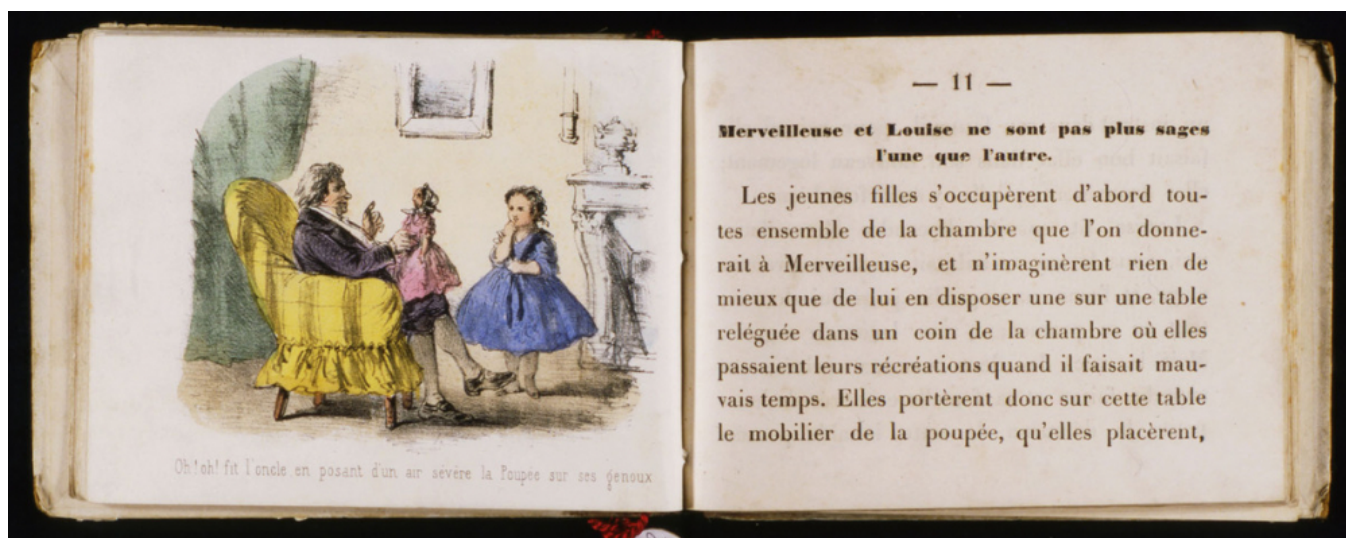 Oh! oh! fit l'oncle en posant d'un air sévère la Poupée sur ses genoux
— 11 —
Merveilleuse et Louise ne sont pas plus sages
l'une que l'autre.
Les jeunes filles s'occupèrent d'abord tou-
tes ensemble de la chambre que l'on donne-
rait à Merveilleuse, et n'imaginèrent rien de
mieux que de lui en disposer une sur une table
reléguée dans un coin de la chambre où elles
passaient leurs récréations quand il faisait mau-
vais temps. Elles portèrent donc sur cette table
le mobilier de la poupée, qu'elles placèrent,